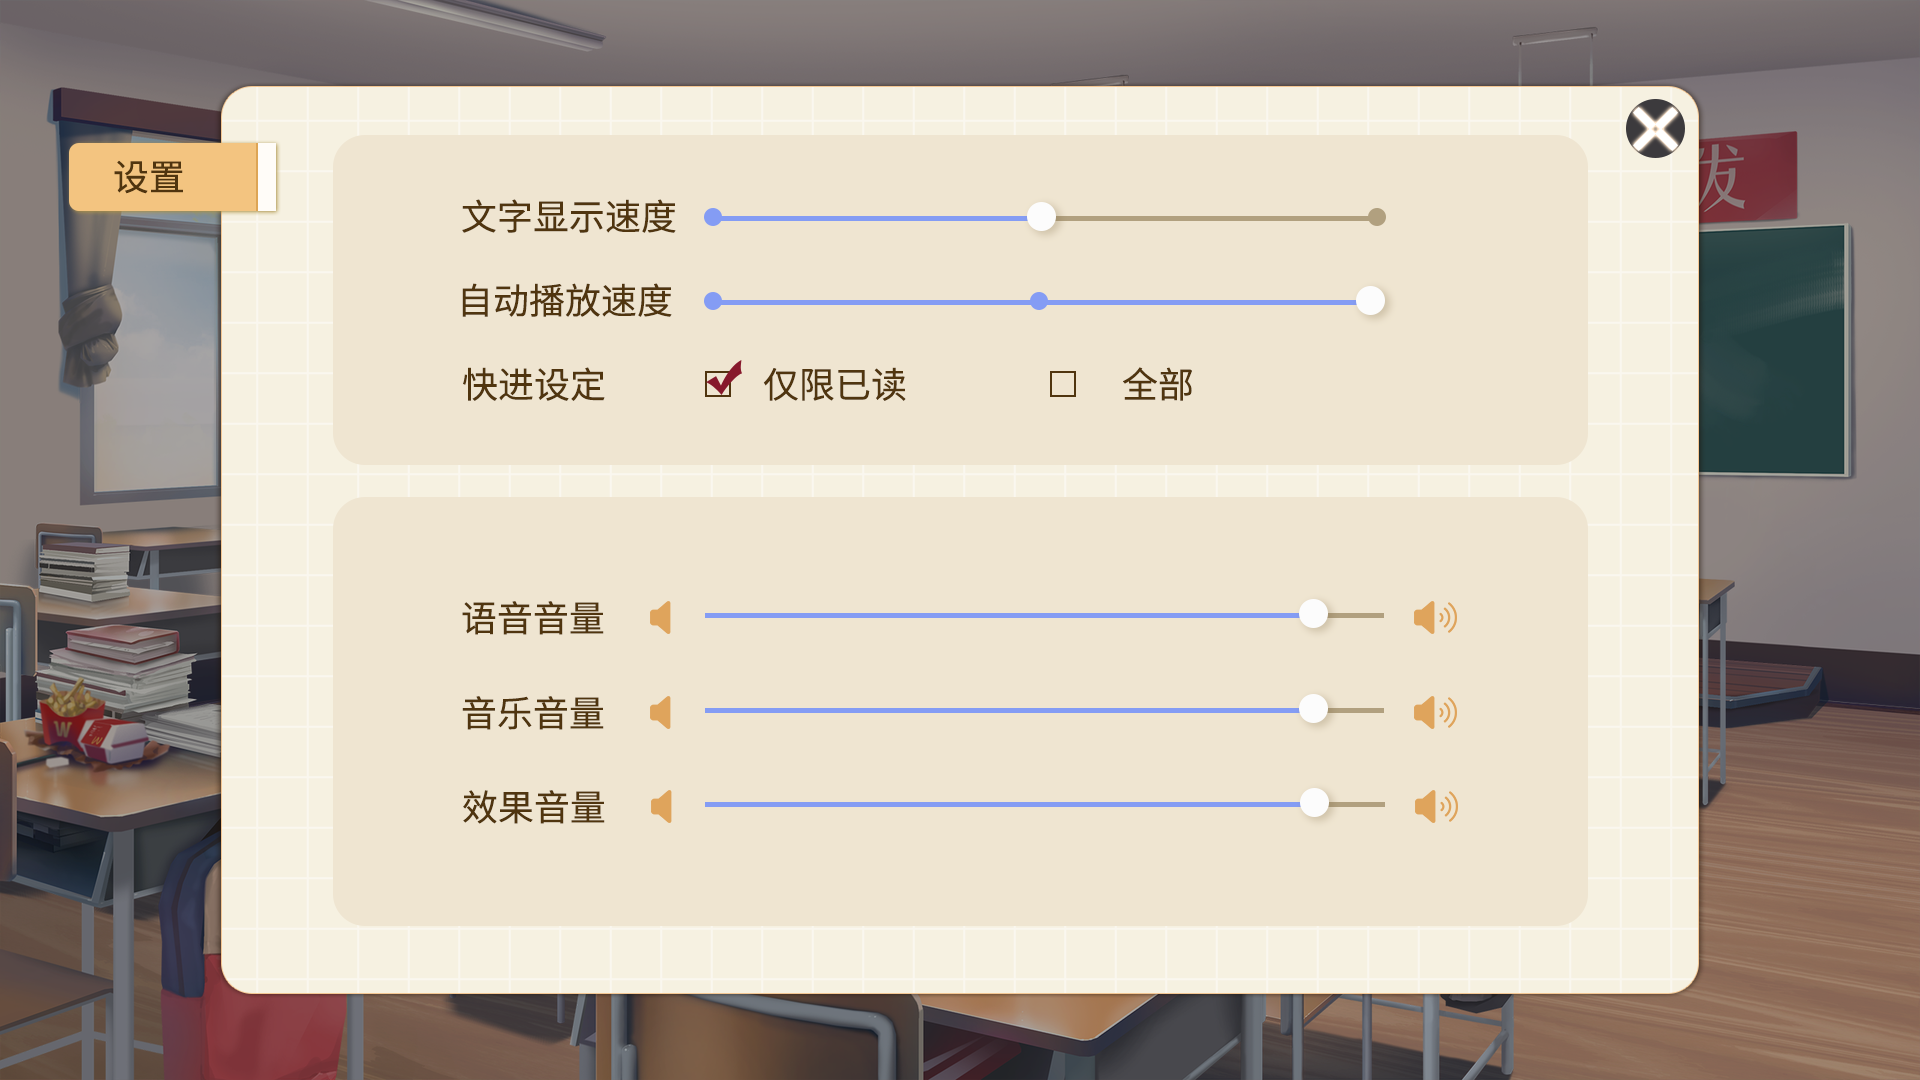 设置
发
文字显示速度
自动播放速度
快进设定 仅限已读 全部
语音音量
音乐音量
效果音量
W
W